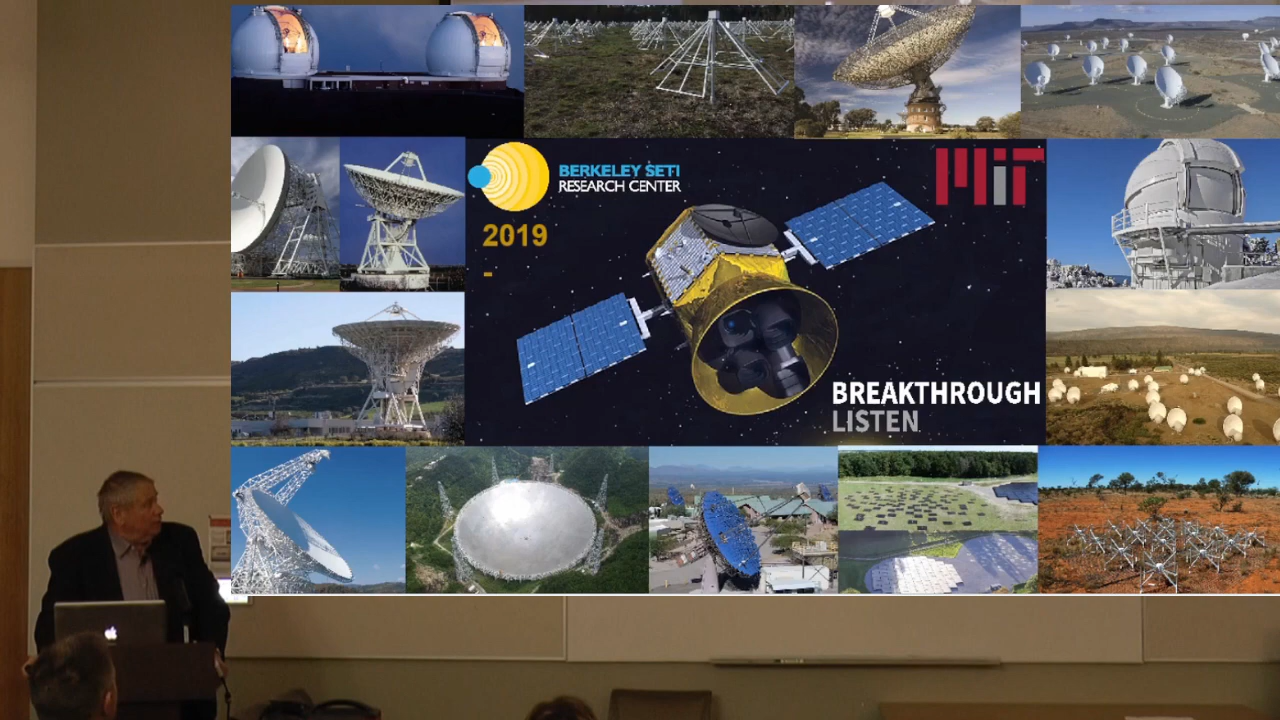 BERKELEY SETI
RESEARCH CENTER
MIT
2019
-
BREAKTHROUGH
LISTEN